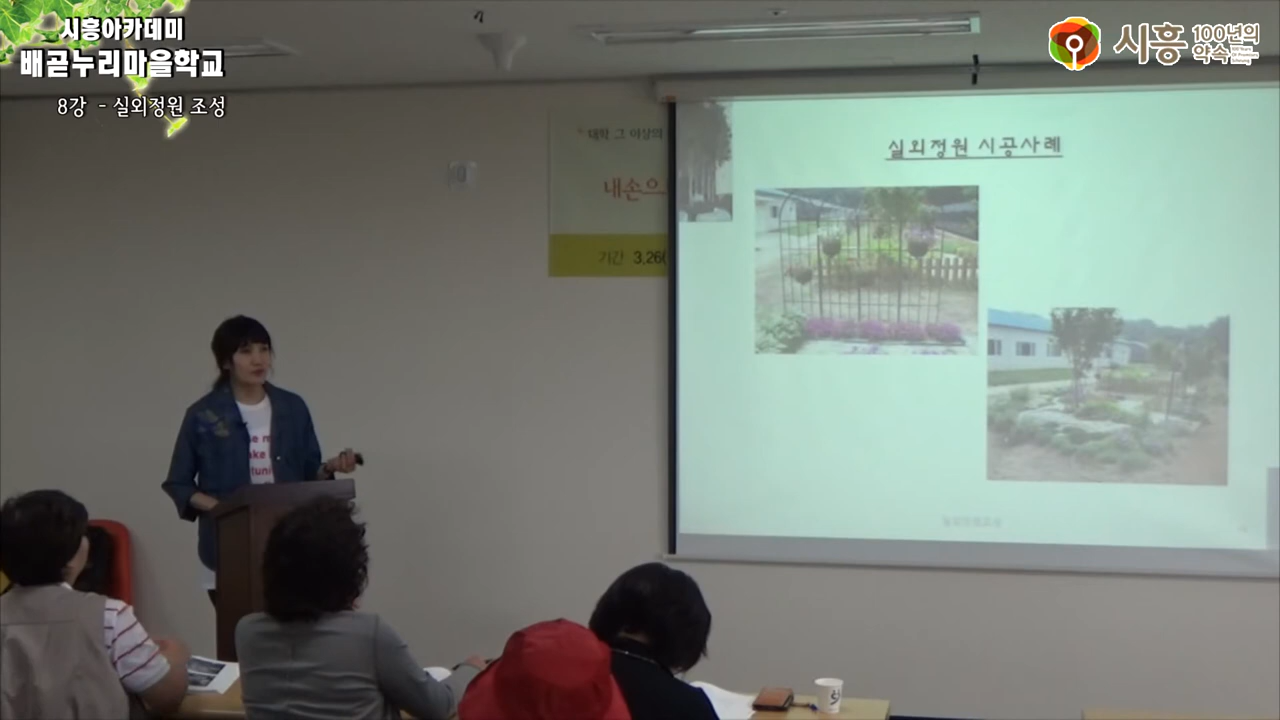 시흥아카데미
배곧누리마을학교
8강 - 실외정원 조성
시흥 100년의 약속
대학 그 이상의
내손으
기간 3.26(
실외정원 시공사례